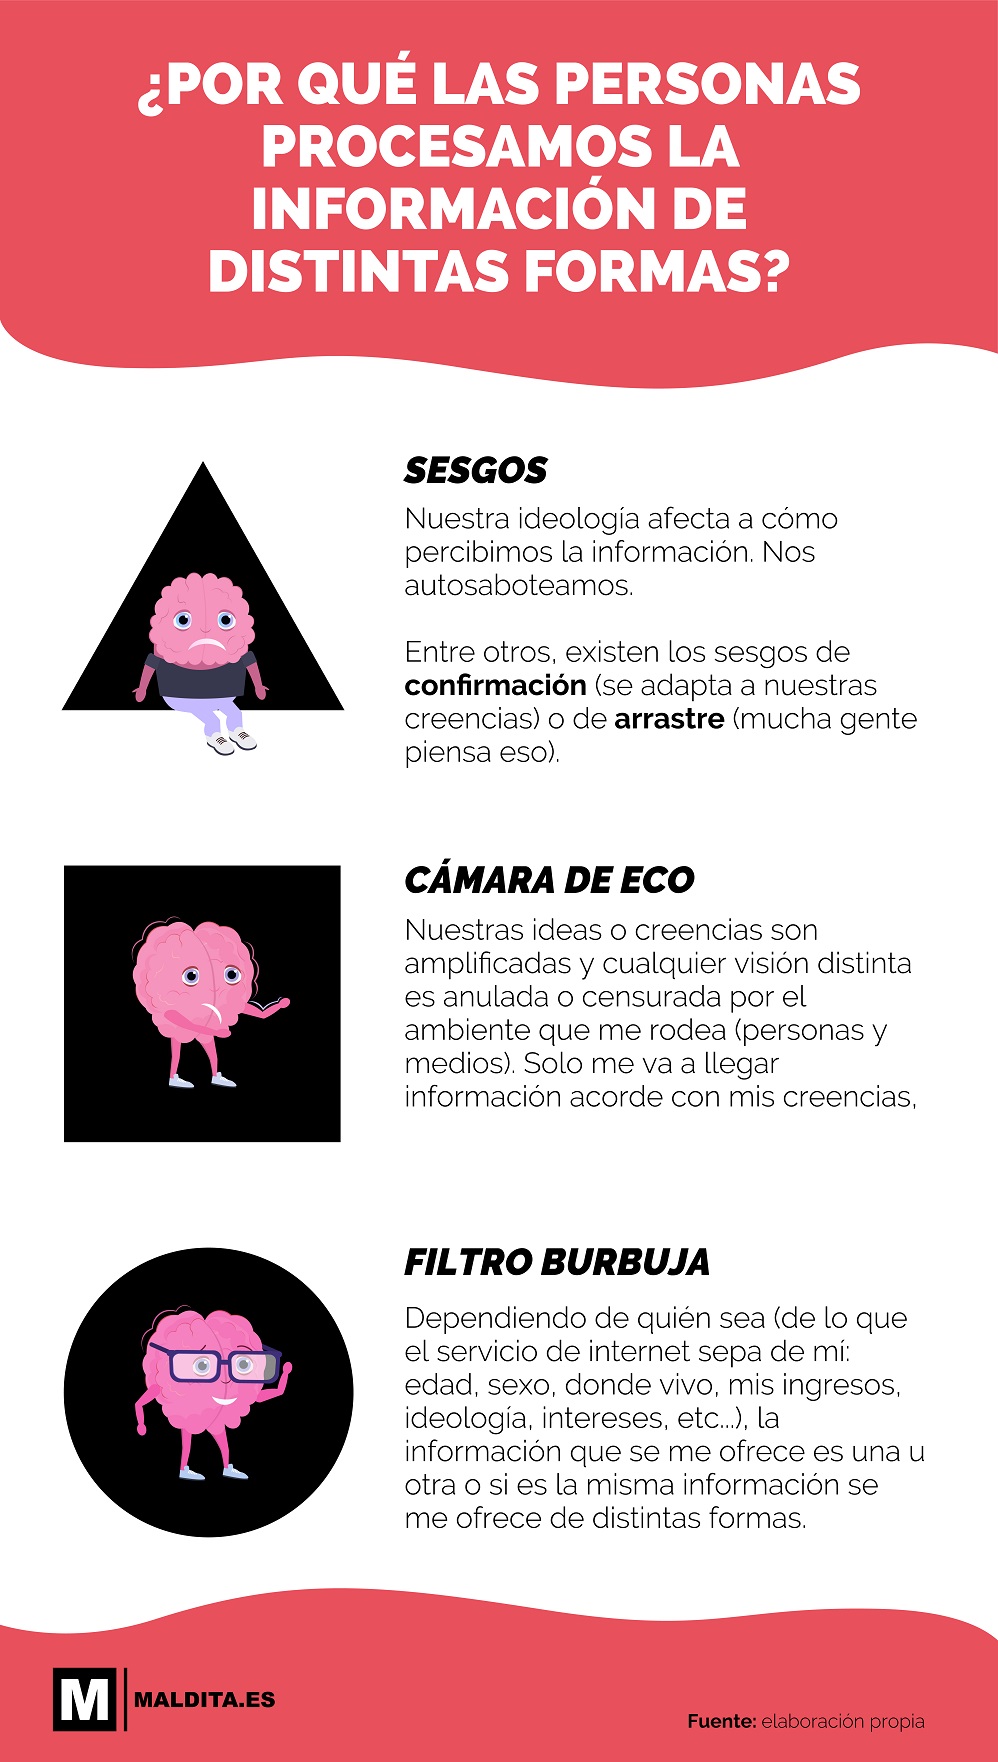 ¿POR QUÉ LAS PERSONAS
PROCESAMOS LA
INFORMACIÓN DE
DISTINTAS FORMAS?
SESGOS
Nuestra ideología afecta a cómo
percibimos la información. Nos
autosaboteamos.
Entre otros, existen los sesgos de
confirmación (se adapta a nuestras
creencias) o de arrastre (mucha gente
piensa eso).
CÁMARA DE ECO
Nuestras ideas o creencias son
amplificadas y cualquier visión distinta
es anulada o censurada por el
ambiente que me rodea (personas y
medios). Solo me va a llegar
información acorde con mis creencias,
FILTRO BURBUJA
Dependiendo de quién sea (de lo que
el servicio de internet sepa de mí:
edad, sexo, donde vivo, mis ingresos,
ideología, intereses, etc...), la
información que se me ofrece es una u
otra o si es la misma información se
me ofrece de distintas formas.
M MALDITA.ES
Fuente: elaboración propia